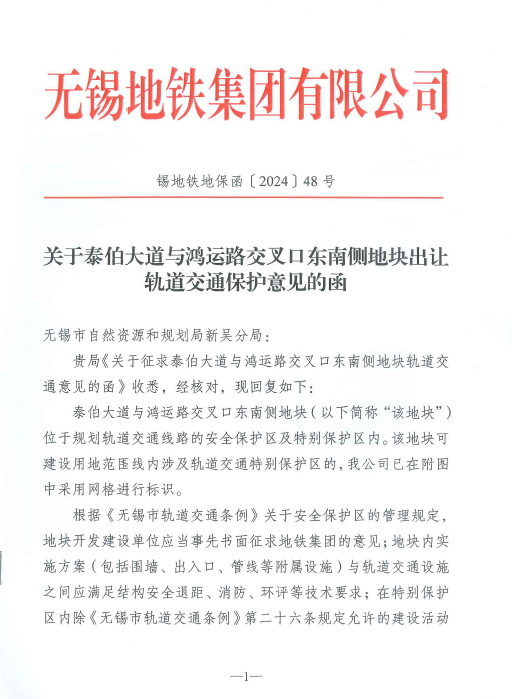 无锡地铁集团有限公司
锡地铁地保函〔2024〕48 号
关于泰伯大道与鸿运路交叉口东南侧地块出让
轨道交通保护意见的函
无锡市自然资源和规划局新吴分局：
贵局《关于征求泰伯大道与鸿运路交叉口东南侧地块轨道交
通意见的函》收悉，经核对，现回复如下：
泰伯大道与鸿运路交叉口东南侧地块（以下简称“该地块”）
位于规划轨道交通线路的安全保护区及特别保护区内。该地块可
建设用地范围线内涉及轨道交通特别保护区的，我公司已在附图
中采用网格进行标识。
根据《无锡市轨道交通条例》关于安全保护区的管理规定，
地块开发建设单位应当事先书面征求地铁集团的意见；地块内实
施方案（包括围墙、出入口、管线等附属设施）与轨道交通设施
之间应满足结构安全退距、消防、环评等技术要求；在特别保护
区内除《无锡市轨道交通条例》第二十六条规定允许的建设活动
—1—